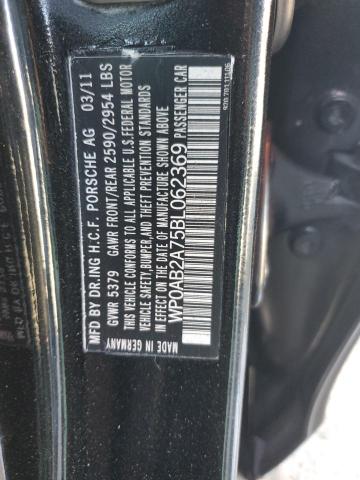 MFD BY DR.ING H.C.F. PORSCHE AG 03/11
GVWR 5379 GAWR FRONT/REAR 2590/2954 LBS
THIS VEHICLE CONFORMS TO ALL APPLICABLE U.S.FEDERAL MOTOR
VEHICLE SAFETY,BUMPER,AND THEFT PREVENTION STANDARDS
IN EFFECT ON THE DATE OF MANUFACTURE SHOWN ABOVE
WP0AB2A75BL062369 PASSENGER CAR
MADE IN GERMANY